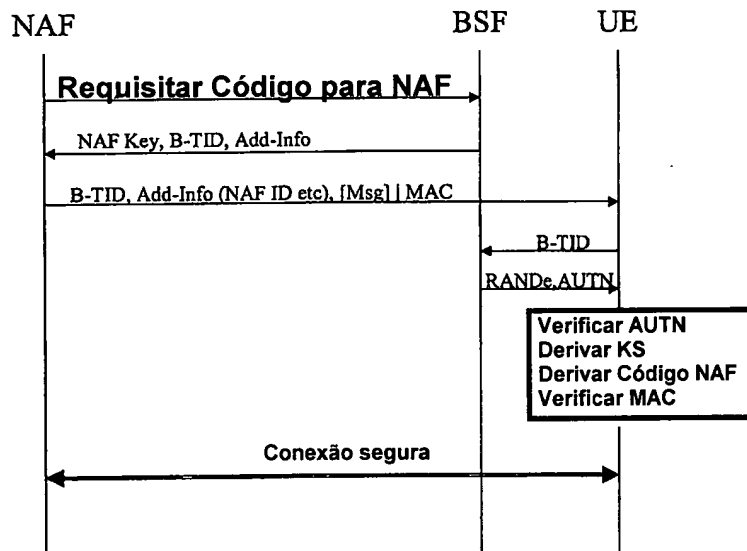 NAF BSF UE
Requisitar Código para NAF
NAF Key, B-TID, Add-Info
B-TID, Add-Info (NAF ID etc), [Msg] | MAC
B-TID
RANDe,AUTN
Verificar AUTN
Derivar KS
Derivar Código NAF
Verificar MAC
Conexão segura